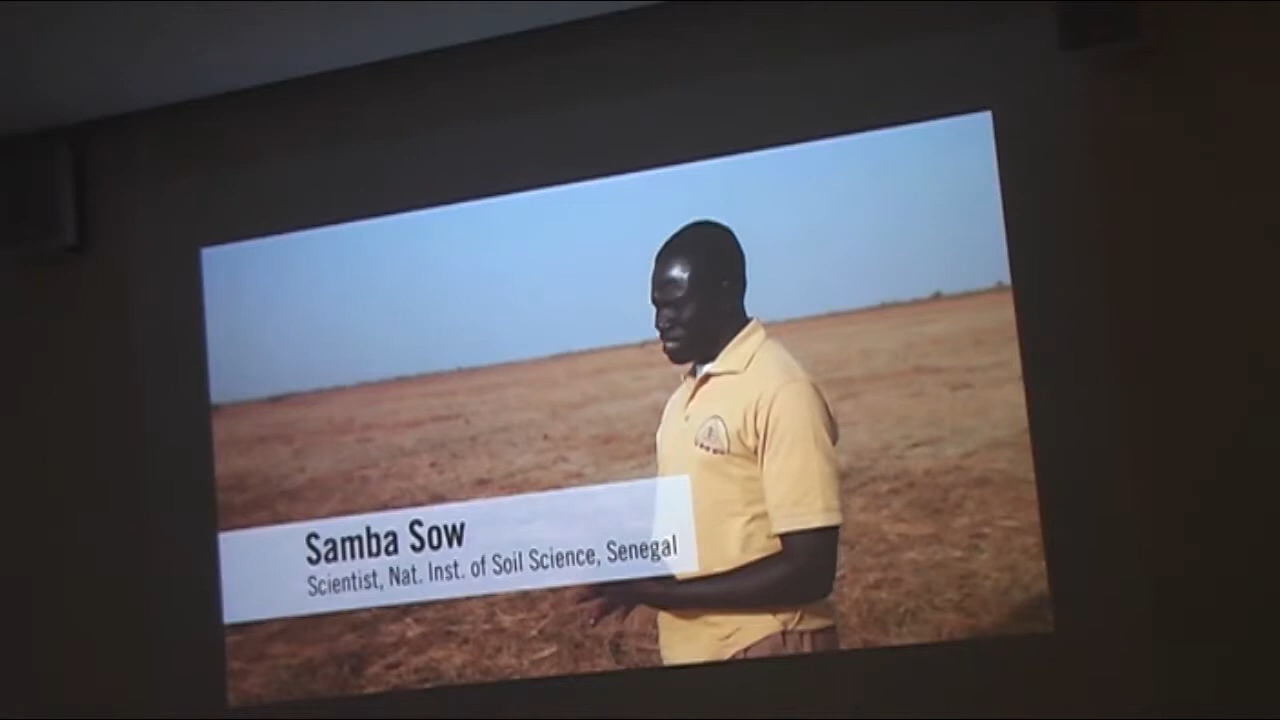 Samba Sow
Scientist, Nat. Inst. of Soil Science, Senegal